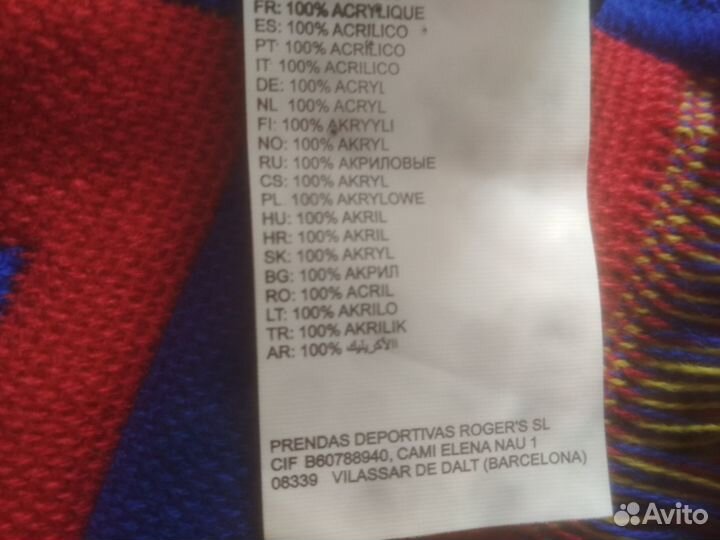 FR: 100% ACRYLIQUE
ES: 100% ACRILICO
PT: 100% ACRILICO
IT: 100% ACRILICO
DE: 100% ACRYL
NL: 100% ACRYL
FI: 100% AKRYYLI
NO: 100% AKRYL
RU: 100% АКРИЛОВЫЕ
CS: 100% AKRYL
PL: 100% AKRYLOWE
HU: 100% AKRIL
HR: 100% AKRIL
SK: 100% AKRYL
BG: 100% АКРИЛ
RO: 100% ACRIL
LT: 100% AKRILO
TR: 100% AKRILIK
AR: 100%
PRENDAS DEPORTIVAS ROGER'S SL
CIF B60788940, CAMI ELENA NAU 1
08339 VILASSAR DE DALT (BARCELONA)
Avito